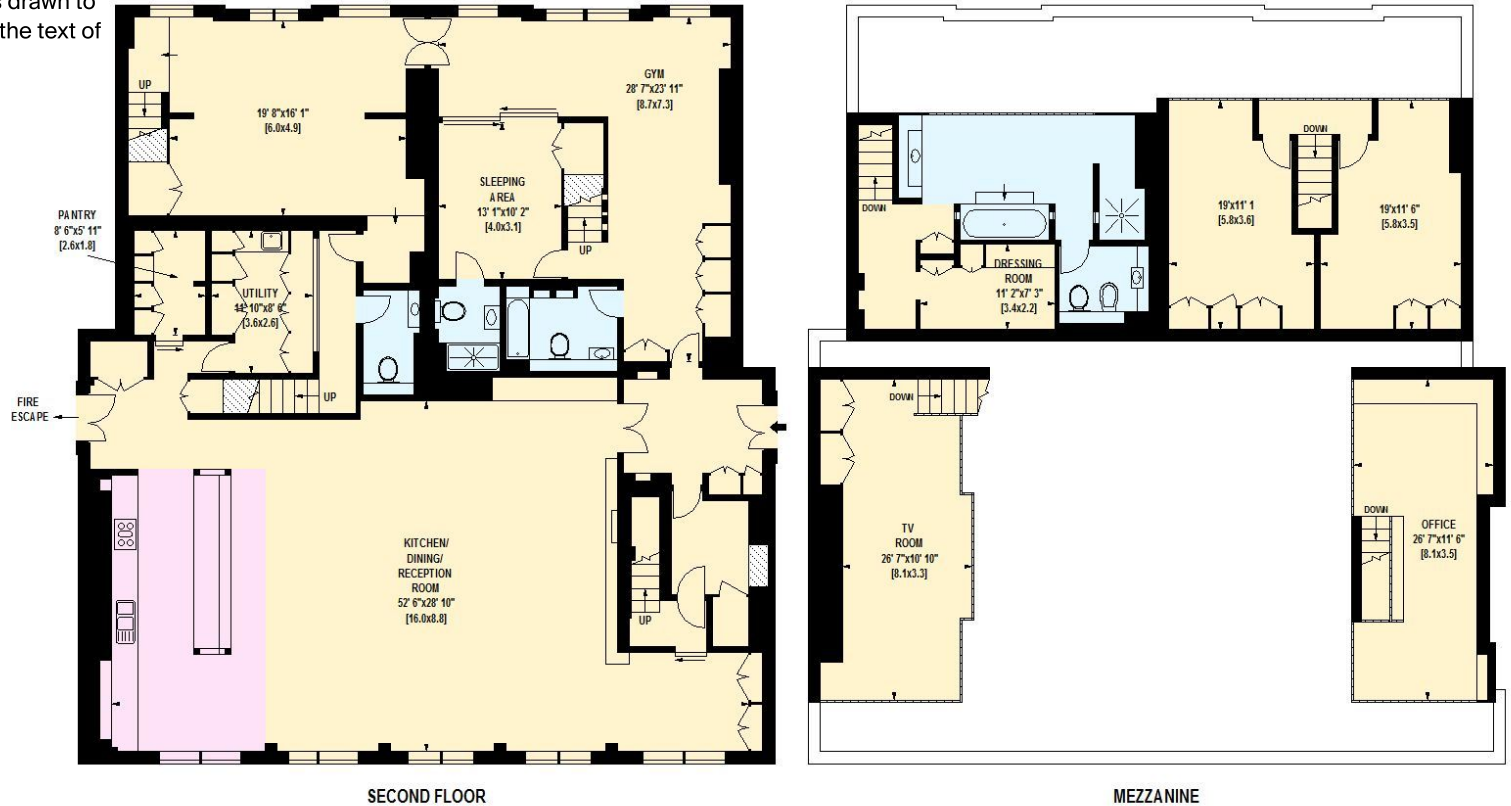 s drawn to
the text of
UP
19' 8"x16' 1"
[6.0x4.9]
GYM
28' 7"x23' 11"
[8.7x7.3]
SLEEPING
AREA
13' 1"x10' 2"
[4.0x3.1]
UP
PANTRY
8' 6"x5' 11"
[2.6x1.8]
UTILITY
11' 10"x8' 6"
[3.6x2.6]
UP
FIRE
ESCAPE
KITCHEN/
DINING/
RECEPTION
ROOM
52' 6"x28' 10"
[16.0x8.8]
UP
SECOND FLOOR
DOWN
DRESSING
ROOM
11' 2"x7' 3"
[3.4x2.2]
DOWN
19'x11' 1
[5.8x3.6]
19'x11' 6"
[5.8x3.5]
DOWN
TV
ROOM
26' 7"x10' 10"
[8.1x3.3]
DOWN
OFFICE
26' 7"x11' 6"
[8.1x3.5]
MEZZANINE